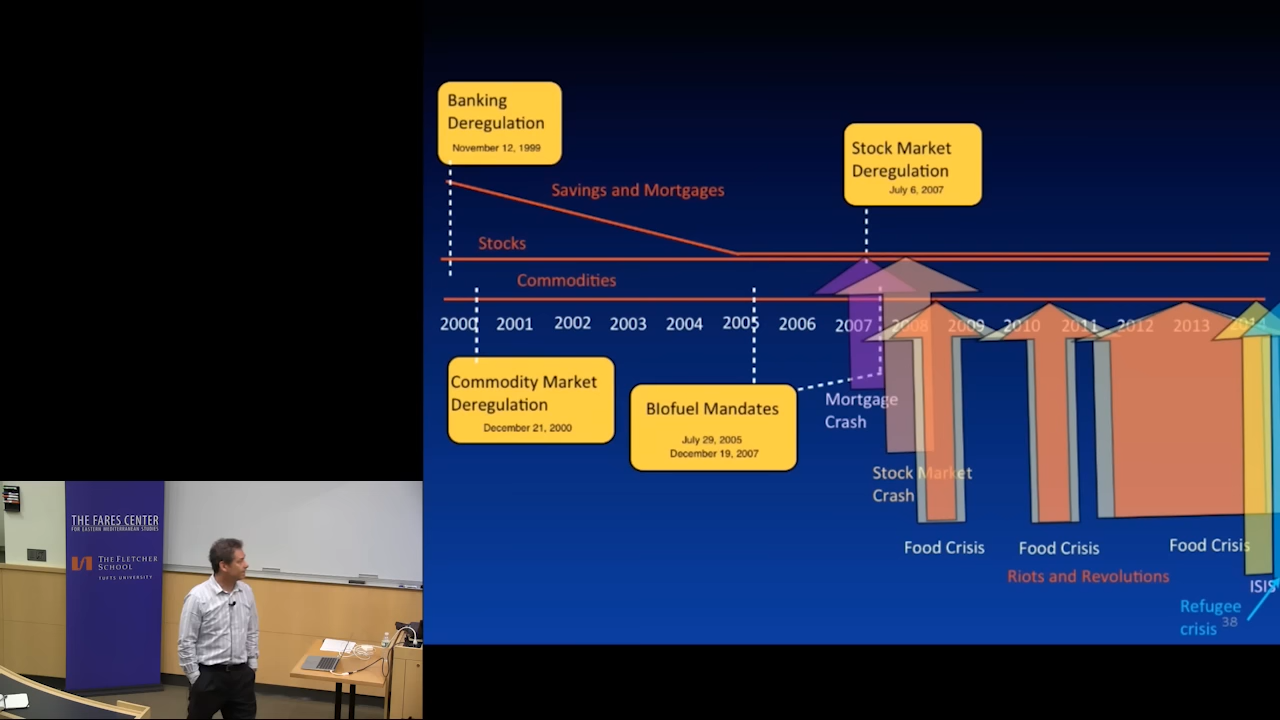 Banking
Deregulation
November 12, 1999
Stock Market
Deregulation
July 6, 2007
Savings and Mortgages
Stocks
Commodities
2000 2001 2002 2003 2004 2005 2006 2007 2008 2009 2010 2011 2012 2013 2014
Commodity Market
Deregulation
December 21, 2000
BIofuel Mandates
July 29, 2005
December 19, 2007
Mortgage
Crash
Stock Market
Crash
Food Crisis
Food Crisis
Food Crisis
Riots and Revolutions
ISIS
Refugee
crisis
38
THE FARES CENTER
FOR EASTERN MEDITERRANEAN STUDIES
THE FLETCHER
SCHOOL
TUFTS UNIVERSITY